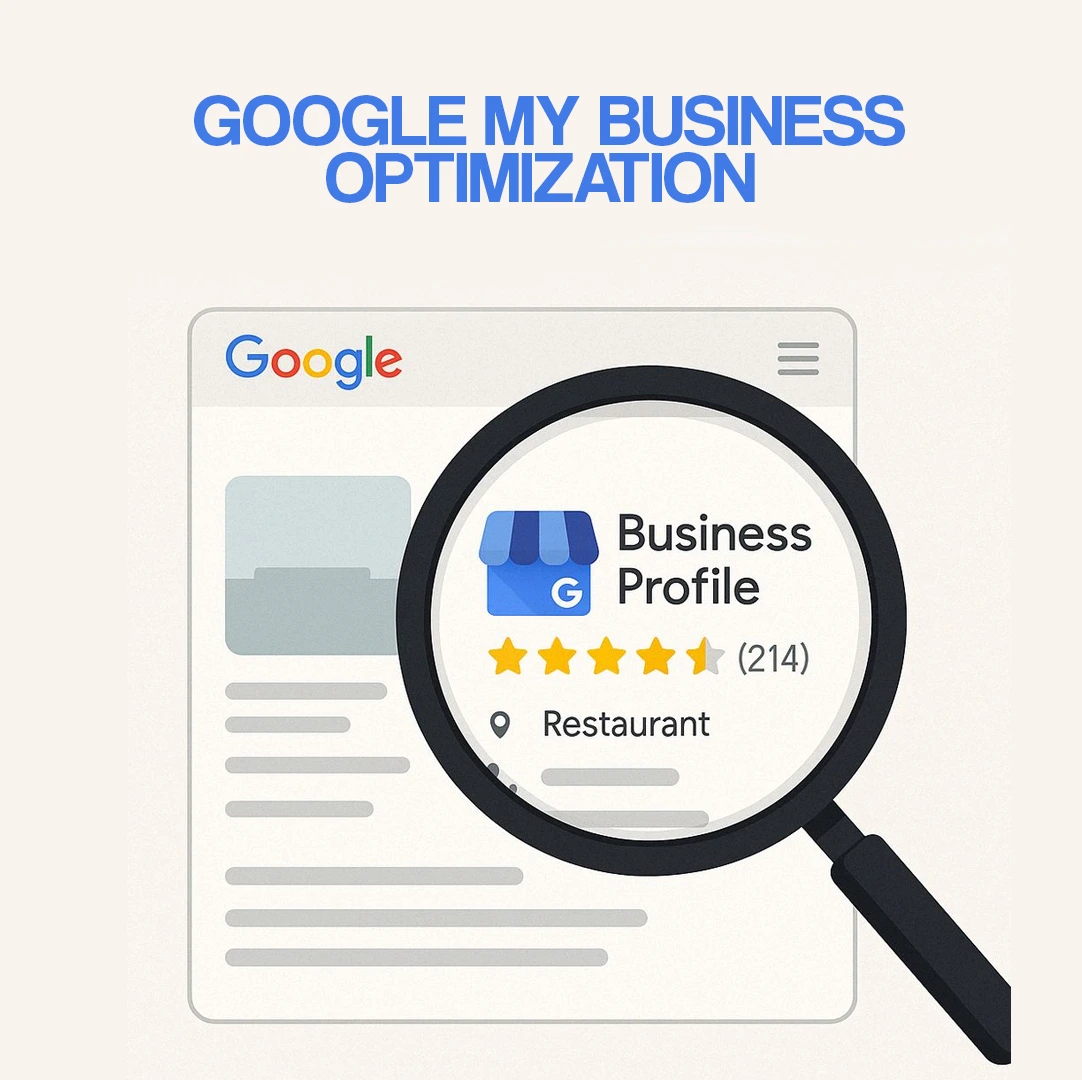 GOOGLE MY BUSINESS
OPTIMIZATION
Google
Business
Profile
G
(214)
Restaurant